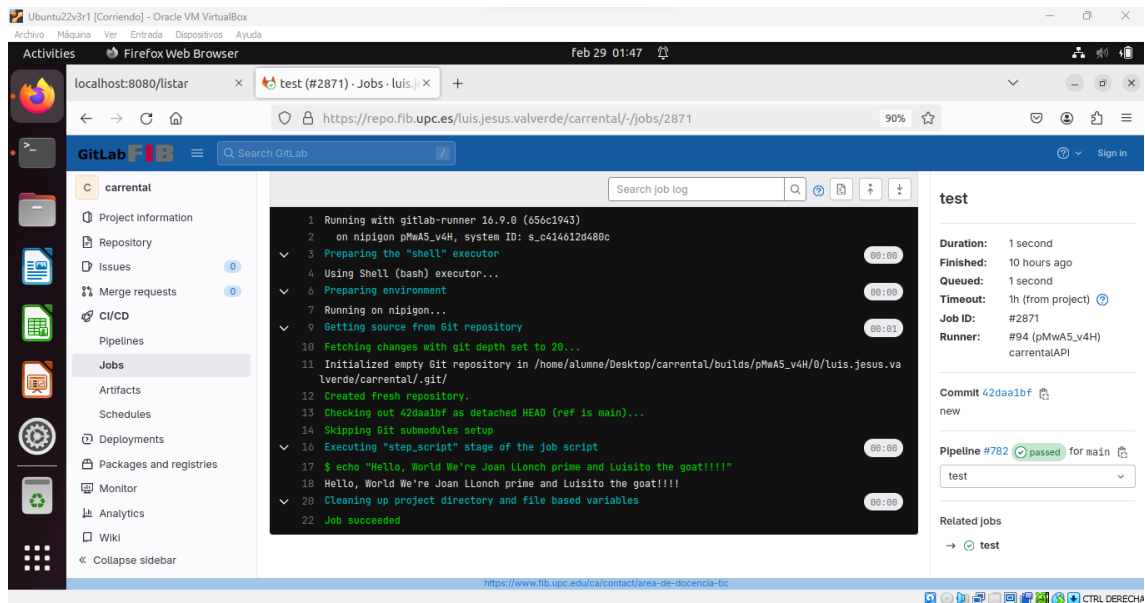 Ubuntu22v3r1 [Corriendo] - Oracle VM VirtualBox
Archivo Máquina Ver Entrada Dispositivos Ayuda
Activities Firefox Web Browser feb 29 01:47
localhost:8080/listar × test (#2871) · Jobs · luis.je × +
https://repo.fib.upc.es/luis.jesus.valverde/carrental/-/jobs/2871 90%
GitLab FIB Search GitLab / Sign in
C carrental
Project information
Repository
Issues 0
Merge requests 0
CI/CD
Pipelines
Jobs
Artifacts
Schedules
Deployments
Packages and registries
Monitor
Analytics
Wiki
Collapse sidebar
Search job log
1 Running with gitlab-runner 16.9.0 (656c1943)
2 on nipigon pMwA5_v4H, system ID: s_c414612d480c
3 Preparing the "shell" executor 00:00
4 Using Shell (bash) executor...
6 Preparing environment 00:00
7 Running on nipigon...
9 Getting source from Git repository 00:01
10 Fetching changes with git depth set to 20...
11 Initialized empty Git repository in /home/alumne/Desktop/carrental/builds/pMwA5_v4H/0/luis.jesus.va
lverde/carrental/.git/
12 Created fresh repository.
13 Checking out 42daa1bf as detached HEAD (ref is main)...
14 Skipping Git submodules setup
16 Executing "step_script" stage of the job script 00:00
17 $ echo "Hello, World We're Joan LLonch prime and Luisito the goat!!!!"
18 Hello, World We're Joan LLonch prime and Luisito the goat!!!!
20 Cleaning up project directory and file based variables 00:00
22 Job succeeded
test
Duration: 1 second
Finished: 10 hours ago
Queued: 1 second
Timeout: 1h (from project)
Job ID: #2871
Runner: #94 (pMwA5_v4H)
carrentalAPI
Commit 42daa1bf
new
Pipeline #782 passed for main
test
Related jobs
→ test
https://www.fib.upc.edu/ca/contact/area-de-docencia-tic
CTRL DERECHA